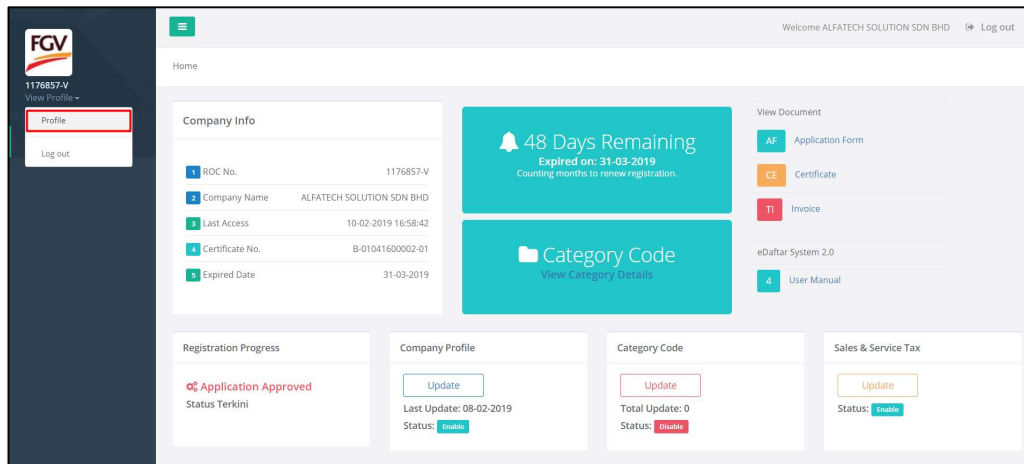 FGV
1176857-V
View Profile
Profile
Log out
Welcome ALFATECH SOLUTION SDN BHD
Log out
Home
Company Info
1 ROC No. 1176857-V
2 Company Name ALFATECH SOLUTION SDN BHD
3 Last Access 10-02-2019 16:58:42
4 Certificate No. B-01041600002-01
5 Expired Date 31-03-2019
48 Days Remaining
Expired on: 31-03-2019
Counting months to renew registration.
Category Code
View Category Details
View Document
AF Application Form
CE Certificate
TI Invoice
eDaftar System 2.0
4 User Manual
Registration Progress
Application Approved
Status Terkini
Company Profile
Update
Last Update: 08-02-2019
Status: Enable
Category Code
Update
Total Update: 0
Status: Disable
Sales & Service Tax
Update
Status: Enable